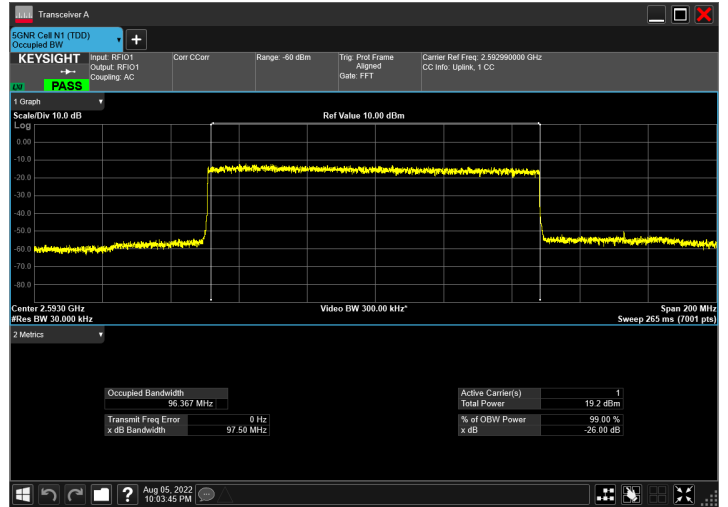 Transceiver A
5GNR Cell N1 (TDD)
Occupied BW
KEYSIGHT
Input: RFIO1
Output: RFIO1
Coupling: AC
Corr CCorr
Range: -60 dBm
Trig: Prot Frame
Aligned
Gate: FFT
Carrier Ref Freq: 2.592990000 GHz
CC Info: Uplink, 1 CC
LXI
PASS
1 Graph
Scale/Div 10.0 dB
Ref Value 10.00 dBm
Log
0.00
-10.0
-20.0
-30.0
-40.0
-50.0
-60.0
-70.0
-80.0
Center 2.5930 GHz
Video BW 300.00 kHz*
Span 200 MHz
#Res BW 30.000 kHz
Sweep 265 ms (7001 pts)
2 Metrics
Occupied Bandwidth
96.367 MHz
Transmit Freq Error 0 Hz
x dB Bandwidth 97.50 MHz
Active Carrier(s) 1
Total Power 19.2 dBm
% of OBW Power 99.00 %
x dB -26.00 dB
?
Aug 05, 2022
10:03:45 PM